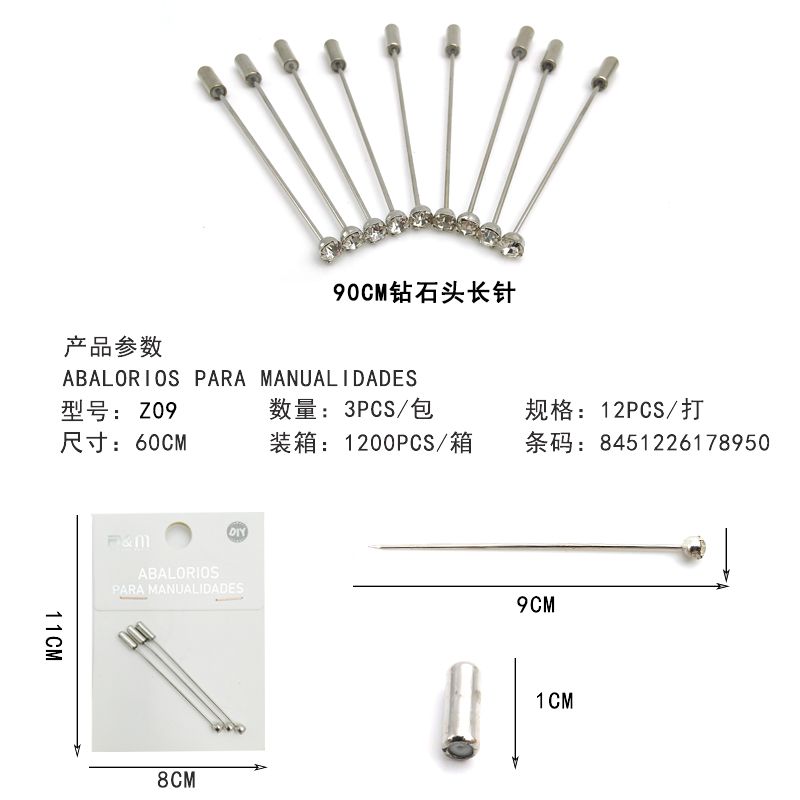 90CM钻石头长针
产品参数
ABALORIOS PARA MANUALIDADES
型号: Z09 数量: 3PCS/包 规格: 12PCS/打
尺寸: 60CM 装箱: 1200PCS/箱 条码: 8451226178950
DIY
ABALORIOS
PARA MANUALIDADES
11CM
8CM
9CM
1CM